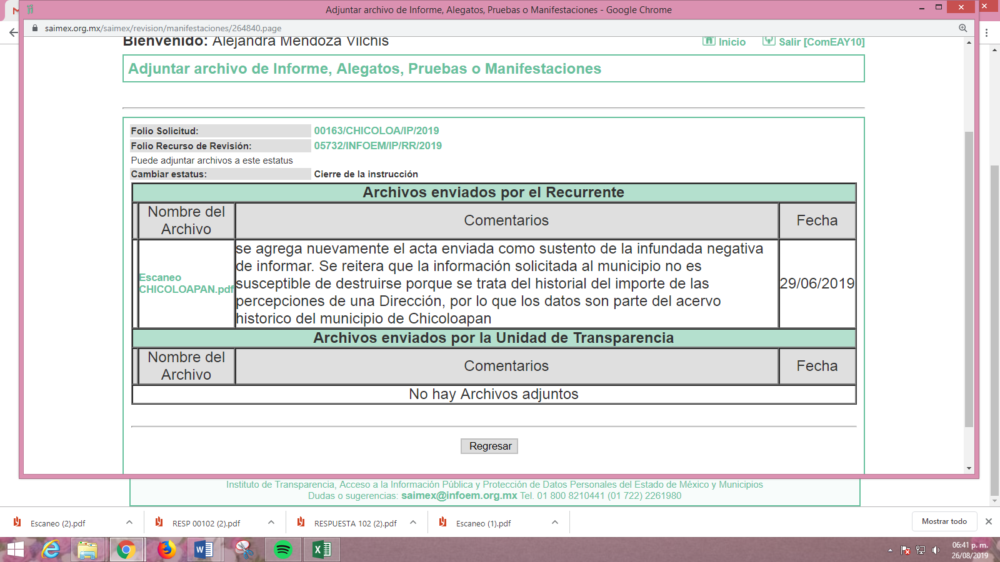 Adjuntar archivo de Informe, Alegatos, Pruebas o Manifestaciones - Google Chrome
saimex.org.mx/saimex/revision/manifestaciones/264840.page
Bienvenido: Alejandra Mendoza Vilchis
Inicio
Salir [ComEAY10]
Adjuntar archivo de Informe, Alegatos, Pruebas o Manifestaciones
Folio Solicitud: 00163/CHICOLOA/IP/2019
Folio Recurso de Revisión: 05732/INFOEM/IP/RR/2019
Puede adjuntar archivos a este estatus
Cambiar estatus: Cierre de la instrucción
Archivos enviados por el Recurrente
Nombre del
Archivo
Comentarios
Fecha
Escaneo
CHICOLOAPAN.pdf
se agrega nuevamente el acta enviada como sustento de la infundada negativa
de informar. Se reitera que la información solicitada al municipio no es
susceptible de destruirse porque se trata del historial del importe de las
percepciones de una Dirección, por lo que los datos son parte del acervo
historico del municipio de Chicoloapan
29/06/2019
Archivos enviados por la Unidad de Transparencia
Nombre del
Archivo
Comentarios
Fecha
No hay Archivos adjuntos
Regresar
Instituto de Transparencia, Acceso a la Información Pública y Protección de Datos Personales del Estado de México y Municipios
Dudas o sugerencias: saimex@infoem.org.mx Tel. 01 800 8210441 (01 722) 2261980
Escaneo (2).pdf
RESP 00102 (2).pdf
RESPUESTA 102 (2).pdf
Escaneo (1).pdf
Mostrar todo
06:41 p. m.
26/08/2019